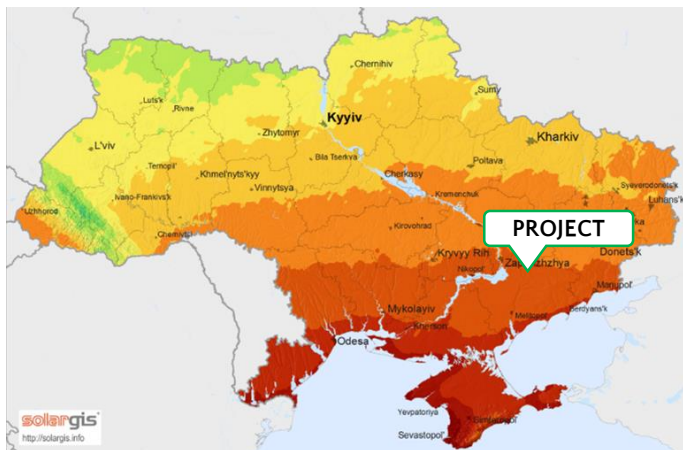 Chernihiv
Sumy
Luts'k
Rivne
Kyyiv
Zhytomyr
Kharkiv
L'viv
Bila Tserkva
Poltava
Ternopil'
Khmel'nyts'kyy
Cherkasy
Vinnytsya
Kremenchuk
Syeverodonets'k
Ivano-Frankivs'k
Luhans'k
Uzhhorod
Chernivtsi
Kirovohrad
PROJECT
Kryvyy Rih
Donets'k
Nikopol'
Mariupol'
Mykolayiv
Berdyans'k
Melitopol'
Kherson
Odesa
Yevpatoriya
Sevastopol'
solargis
http://solargis.info